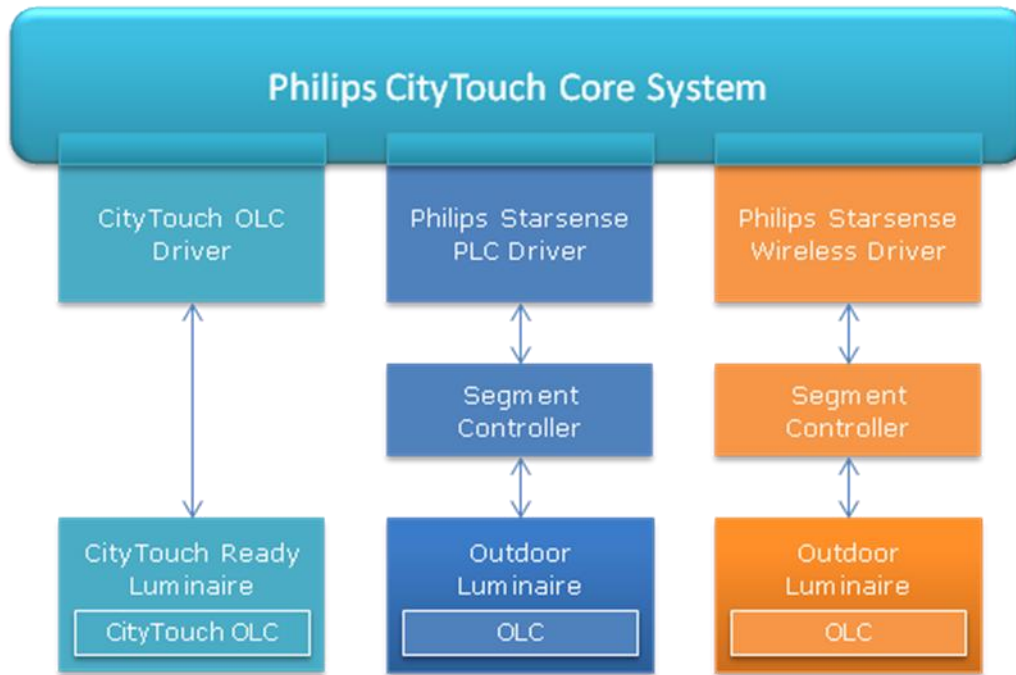 Philips CityTouch Core System
CityTouch OLC
Driver
Philips Starsense
PLC Driver
Philips Starsense
Wireless Driver
Segment
Controller
Segment
Controller
CityTouch Ready
Luminaire
CityTouch OLC
Outdoor
Luminaire
OLC
Outdoor
Luminaire
OLC